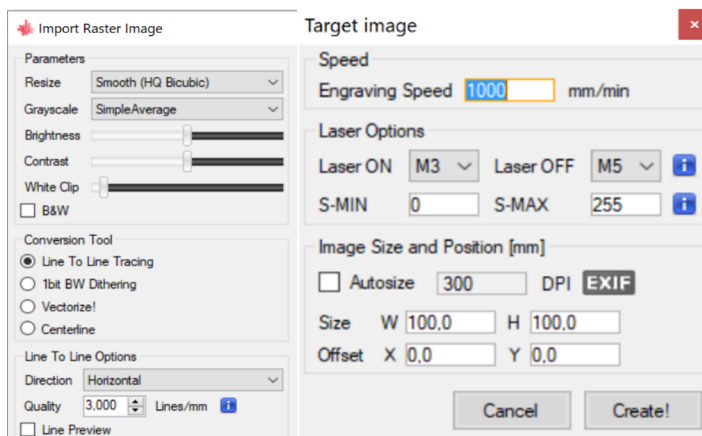 Import Raster Image
Parameters
Resize Smooth (HQ Bicubic)
Grayscale SimpleAverage
Brightness
Contrast
White Clip
B&W
Conversion Tool
Line To Line Tracing
1bit BW Dithering
Vectorize!
Centerline
Line To Line Options
Direction Horizontal
Quality 3,000 Lines/mm i
Line Preview
Target image
Speed
Engraving Speed 1000 mm/min
Laser Options
Laser ON M3 Laser OFF M5 i
S-MIN 0 S-MAX 255 i
Image Size and Position [mm]
Autosize 300 DPI EXIF
Size W 100,0 H 100,0
Offset X 0,0 Y 0,0
Cancel Create!